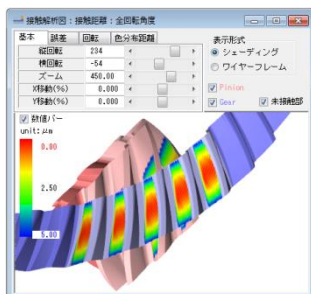 接触解析図：接触距離：全回転角度
基本 誤差 回転 色分布距離
縦回転 234
横回転 -54
ズーム 450.00
X移動(%) 0.000
Y移動(%) 0.000
表示形式
シェーディング
ワイヤーフレーム
Pinion
Gear 未接触部
数値バー
unit:μm
0.00
2.50
5.00